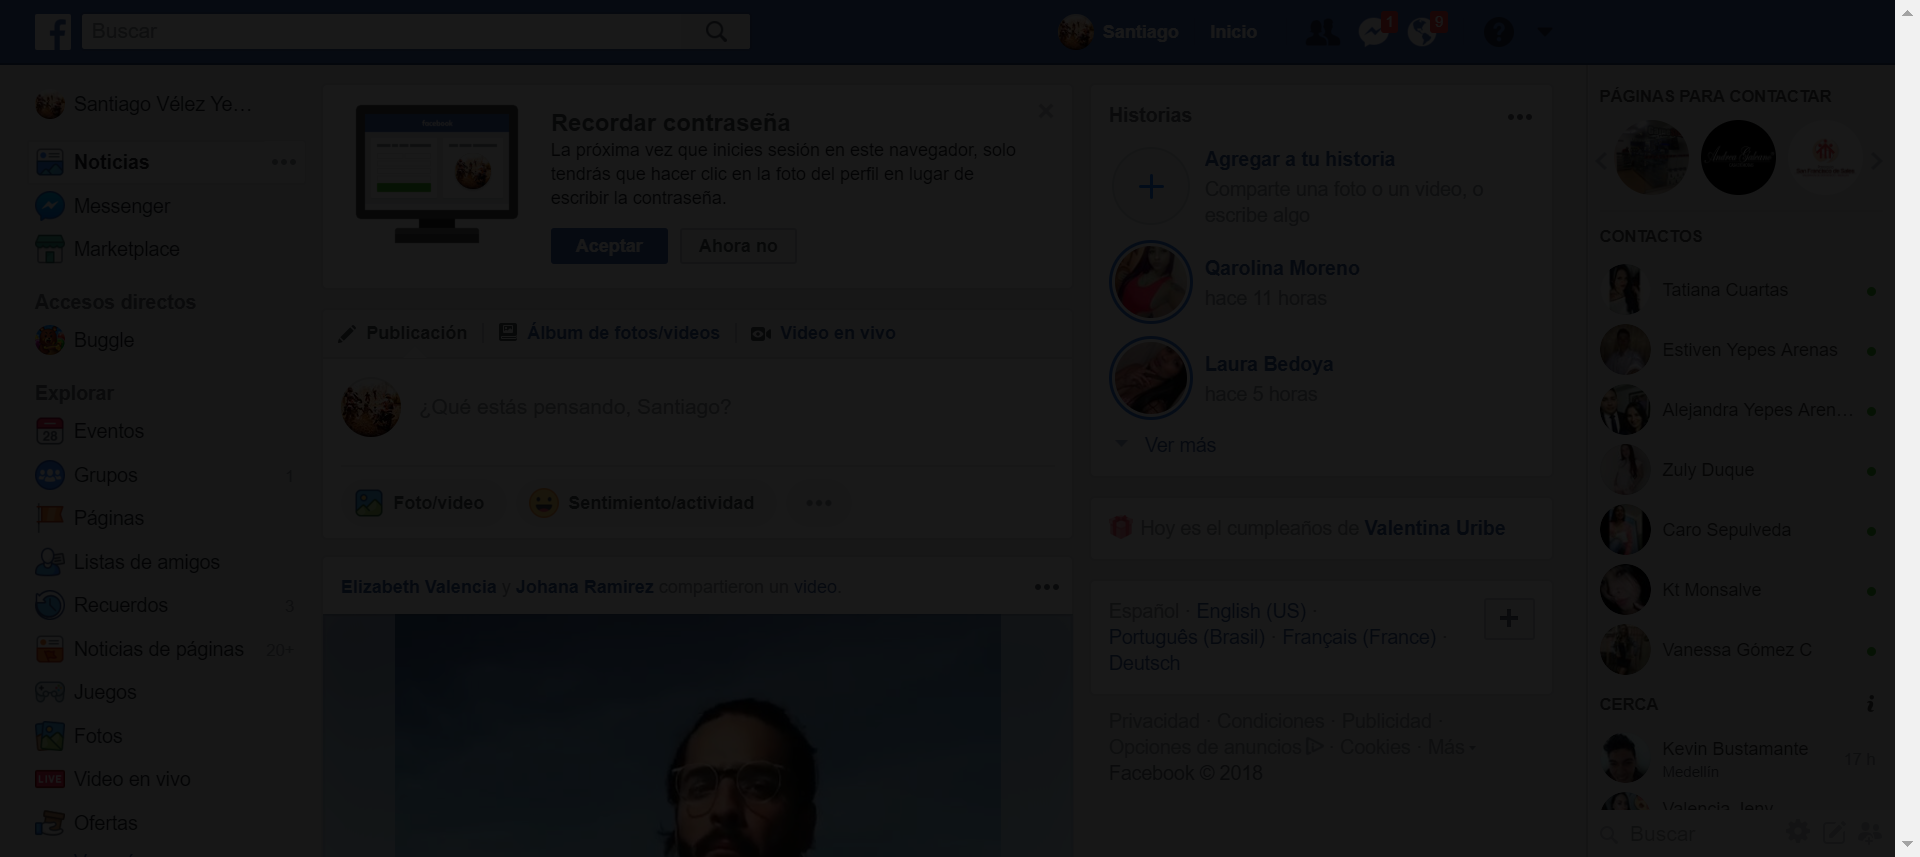 Buscar
Santiago
Inicio
1
9
?
Santiago Vélez Ye...
Noticias
Messenger
Marketplace
Accesos directos
Buggle
Explorar
28
Eventos
Grupos 1
Páginas
Listas de amigos
Recuerdos 3
Noticias de páginas 20+
Juegos
Fotos
LIVE
Video en vivo
Ofertas
facebook
Recordar contraseña
La próxima vez que inicies sesión en este navegador, solo
tendrás que hacer clic en la foto del perfil en lugar de
escribir la contraseña.
Aceptar
Ahora no
Publicación
Álbum de fotos/videos
Video en vivo
¿Qué estás pensando, Santiago?
Foto/video
Sentimiento/actividad
Elizabeth Valencia y Johana Ramirez compartieron un video.
Historias
Agregar a tu historia
Comparte una foto o un video, o
escribe algo
Qarolina Moreno
hace 11 horas
Laura Bedoya
hace 5 horas
Ver más
Hoy es el cumpleaños de Valentina Uribe
Español · English (US) ·
Português (Brasil) · Français (France) ·
Deutsch
Privacidad · Condiciones · Publicidad ·
Opciones de anuncios · Cookies · Más
Facebook © 2018
PÁGINAS PARA CONTACTAR
CONTACTOS
Tatiana Cuartas
Estiven Yepes Arenas
Alejandra Yepes Aren...
Zuly Duque
Caro Sepulveda
Kt Monsalve
Vanessa Gómez C
CERCA
Kevin Bustamante
Medellín
17 h
Valencia Jeny
Buscar